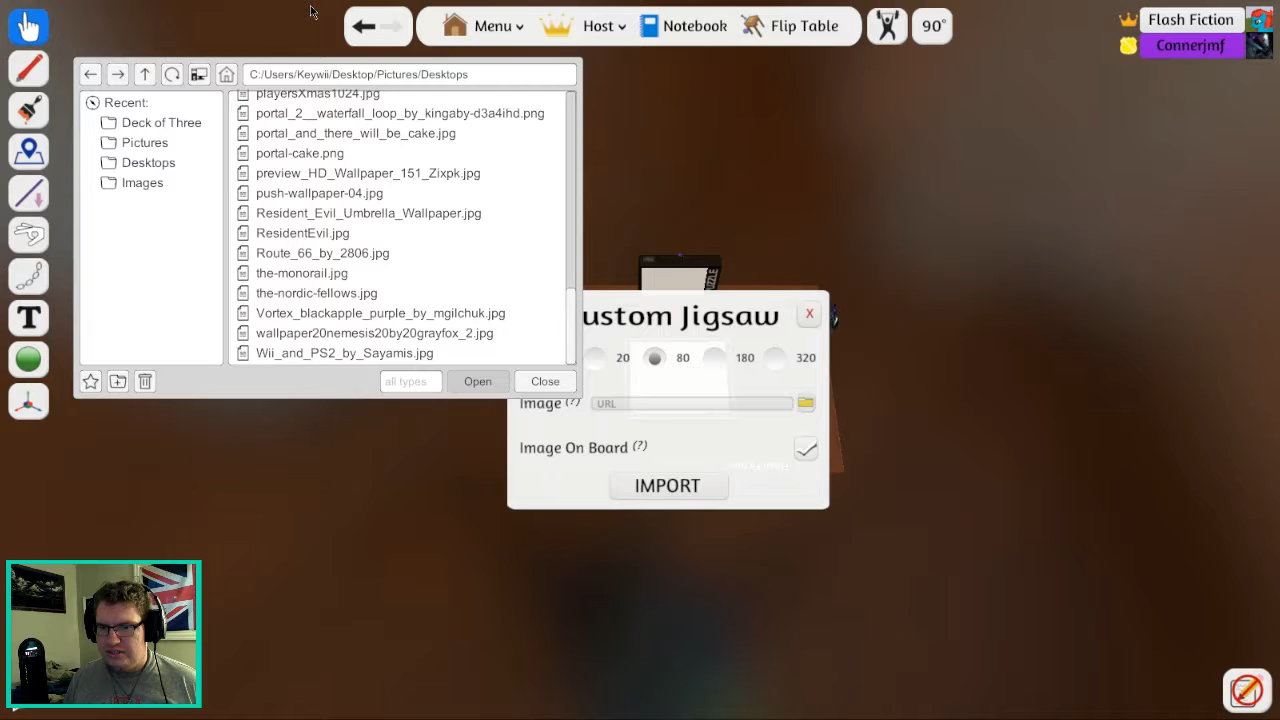 Menu
Host
Notebook
Flip Table
90°
Flash Fiction
Connerjmf
C:/Users/Keywii/Desktop/Pictures/Desktops
Recent:
Deck of Three
Pictures
Desktops
Images
playersXmas1024.jpg
portal_2__waterfall_loop_by_kingaby-d3a4ihd.png
portal_and_there_will_be_cake.jpg
portal-cake.png
preview_HD_Wallpaper_151_Zixpk.jpg
push-wallpaper-04.jpg
Resident_Evil_Umbrella_Wallpaper.jpg
ResidentEvil.jpg
Route_66_by_2806.jpg
the-monorail.jpg
the-nordic-fellows.jpg
Vortex_blackapple_purple_by_mgilchuk.jpg
wallpaper20nemesis20by20grayfox_2.jpg
Wii_and_PS2_by_Sayamis.jpg
all types
Open
Close
ustom Jigsaw
X
20
80
180
320
Image (?)
URL
Image On Board (?)
IMPORT
T